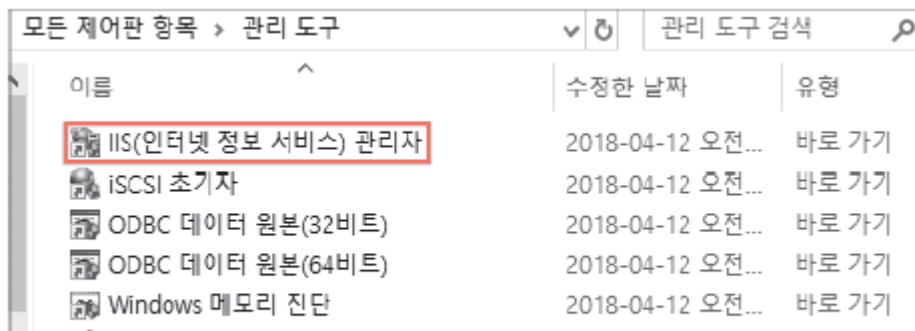 모든 제어판 항목 > 관리 도구 관리 도구 검색
이름 수정한 날짜 유형
IIS(인터넷 정보 서비스) 관리자 2018-04-12 오전... 바로 가기
iSCSI 초기자 2018-04-12 오전... 바로 가기
ODBC 데이터 원본(32비트) 2018-04-12 오전... 바로 가기
ODBC 데이터 원본(64비트) 2018-04-12 오전... 바로 가기
Windows 메모리 진단 2018-04-12 오전... 바로 가기